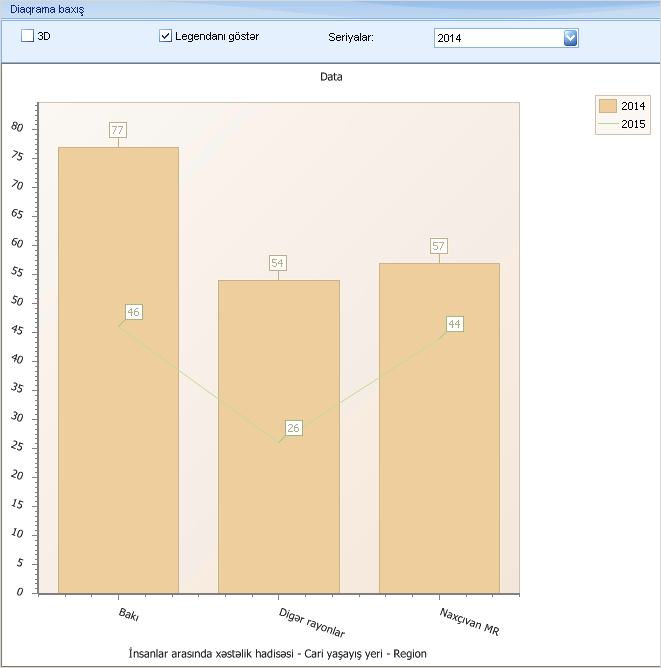 Diaqrama baxış
3D
Legendanı göstər
Seriyalar:
2014
Data
2014
2015
80
75
70
65
60
55
50
45
40
35
30
25
20
15
10
5
0
77
54
57
46
26
44
Bakı
Digər rayonlar
Naxçıvan MR
İnsanlar arasında xəstəlik hadisəsi - Cari yaşayış yeri - Region